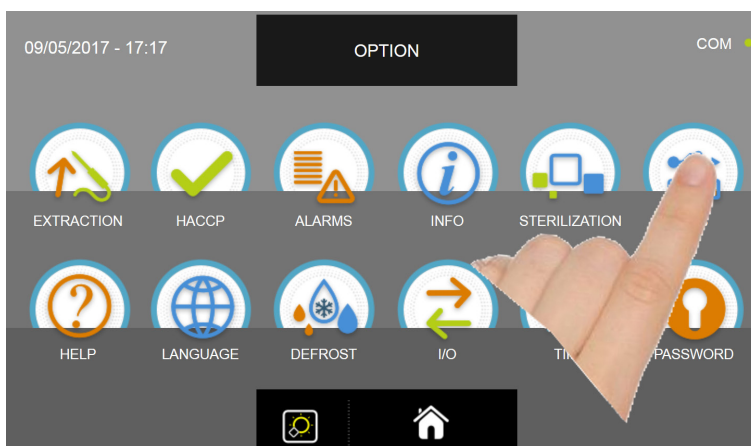 09/05/2017 - 17:17
OPTION
COM
EXTRACTION
HACCP
ALARMS
INFO
STERILIZATION
HELP
LANGUAGE
DEFROST
I/O
PASSWORD